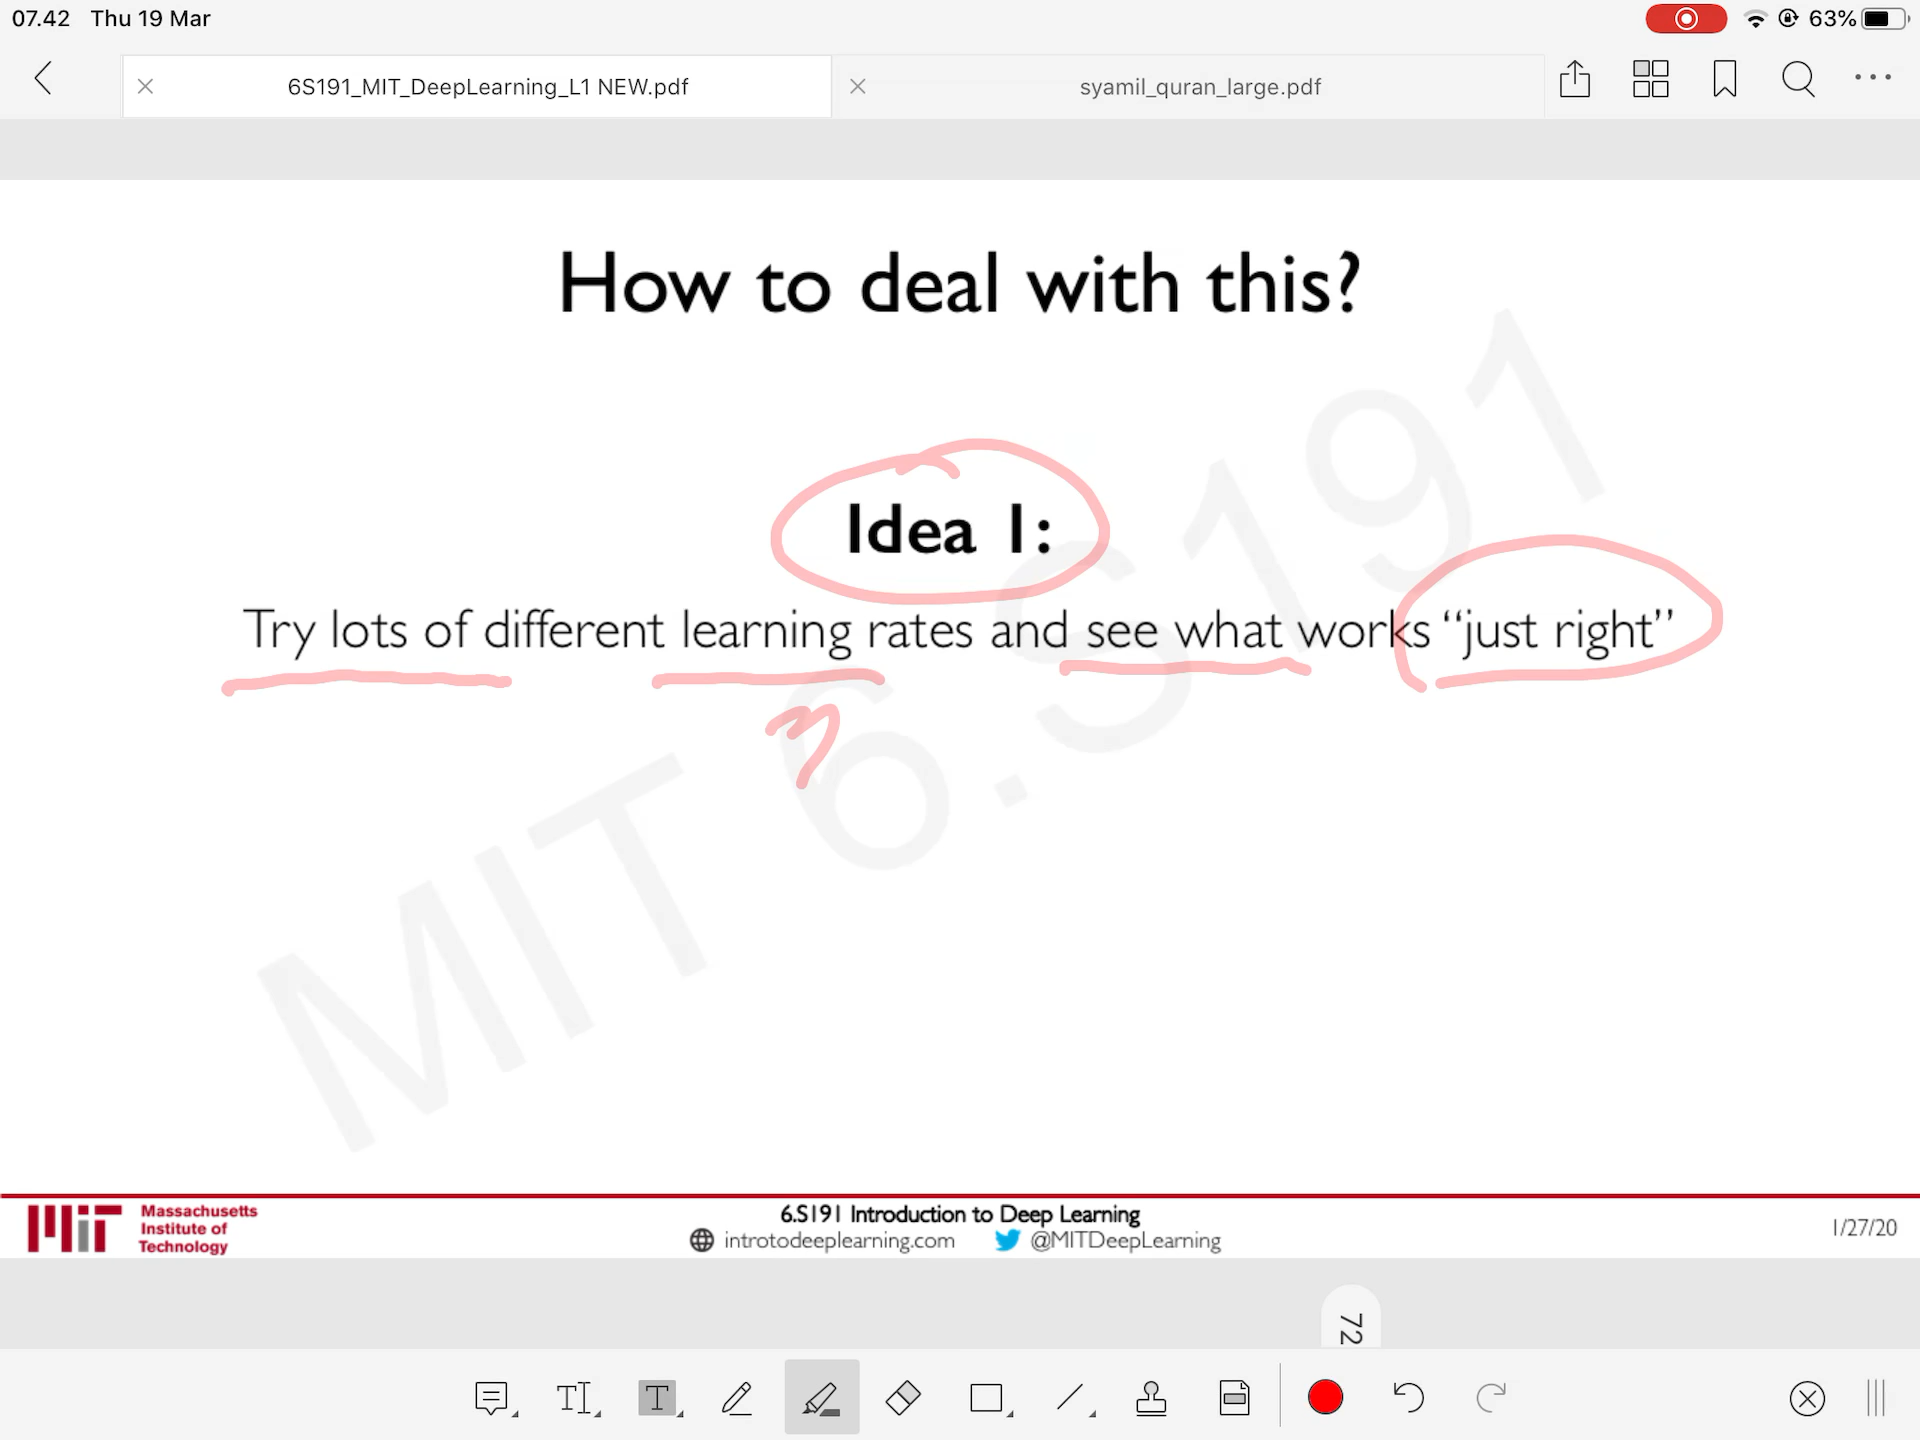 07.42 Thu 19 Mar
63%
6S191_MIT_DeepLearning_L1 NEW.pdf
syamil_quran_large.pdf
How to deal with this?
Idea 1:
Try lots of different learning rates and see what works “just right”
η
MIT 6.S191
Massachusetts
Institute of
Technology
6.S191 Introduction to Deep Learning
introtodeeplearning.com @MITDeepLearning
1/27/20
72